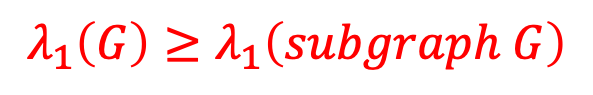 λ₁(G) ≥ λ₁(subgraph G)